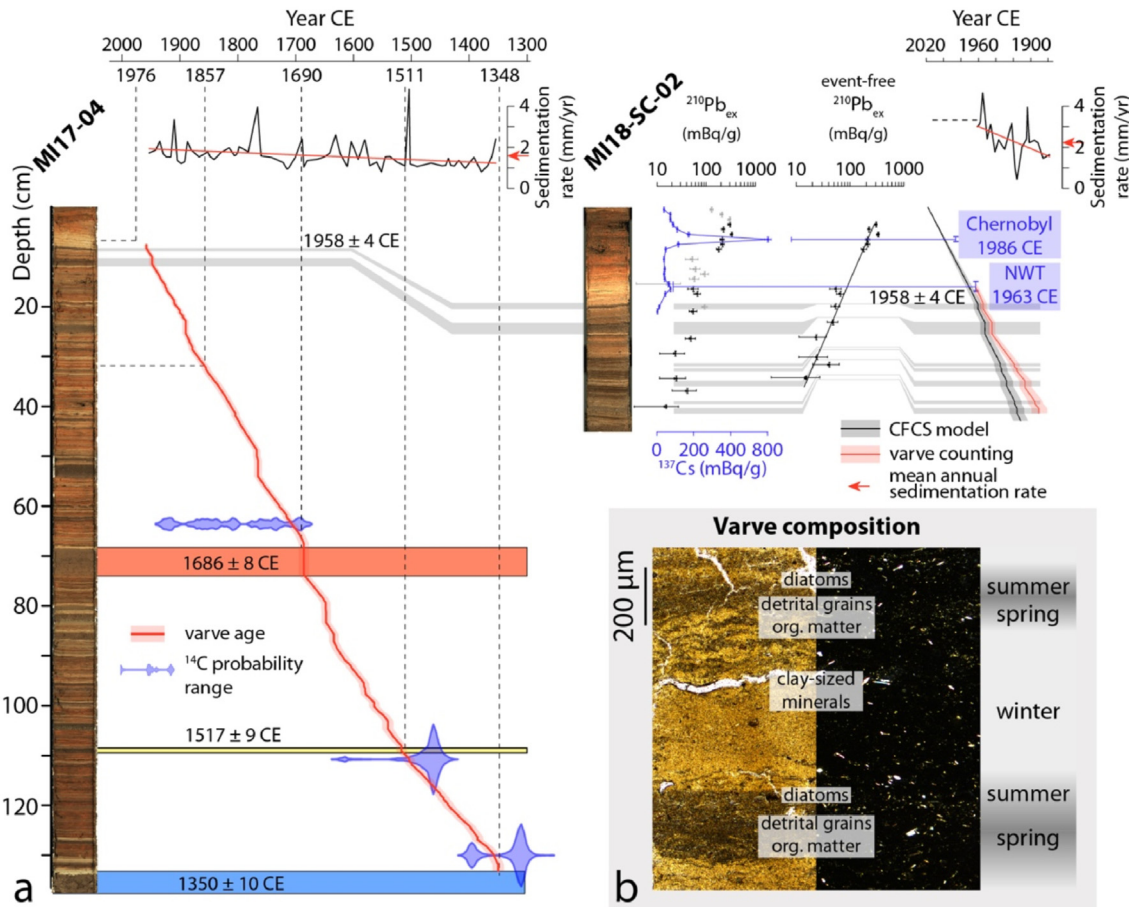 Year CE
2000 1900 1800 1700 1600 1500 1400 1300
1976 1857 1690 1511 1348
MI17-04
4
2
0
Sedimentation
rate (mm/yr)
Depth (cm)
20
40
60
80
100
120
1958 ± 4 CE
1686 ± 8 CE
varve age
14C probability
range
1517 ± 9 CE
1350 ± 10 CE
a
Year CE
2020 1960 1900
MI18-SC-02
210Pbex
(mBq/g)
10 100 1000
event-free
210Pbex
(mBq/g)
10 100 1000
4
2
0
Sedimentation
rate (mm/yr)
Chernobyl
1986 CE
NWT
1963 CE
1958 ± 4 CE
0 200 400 800
137Cs (mBq/g)
CFCS model
varve counting
mean annual
sedimentation rate
Varve composition
200 µm
diatoms
detrital grains
org. matter
clay-sized
minerals
diatoms
detrital grains
org. matter
summer
spring
winter
summer
spring
b